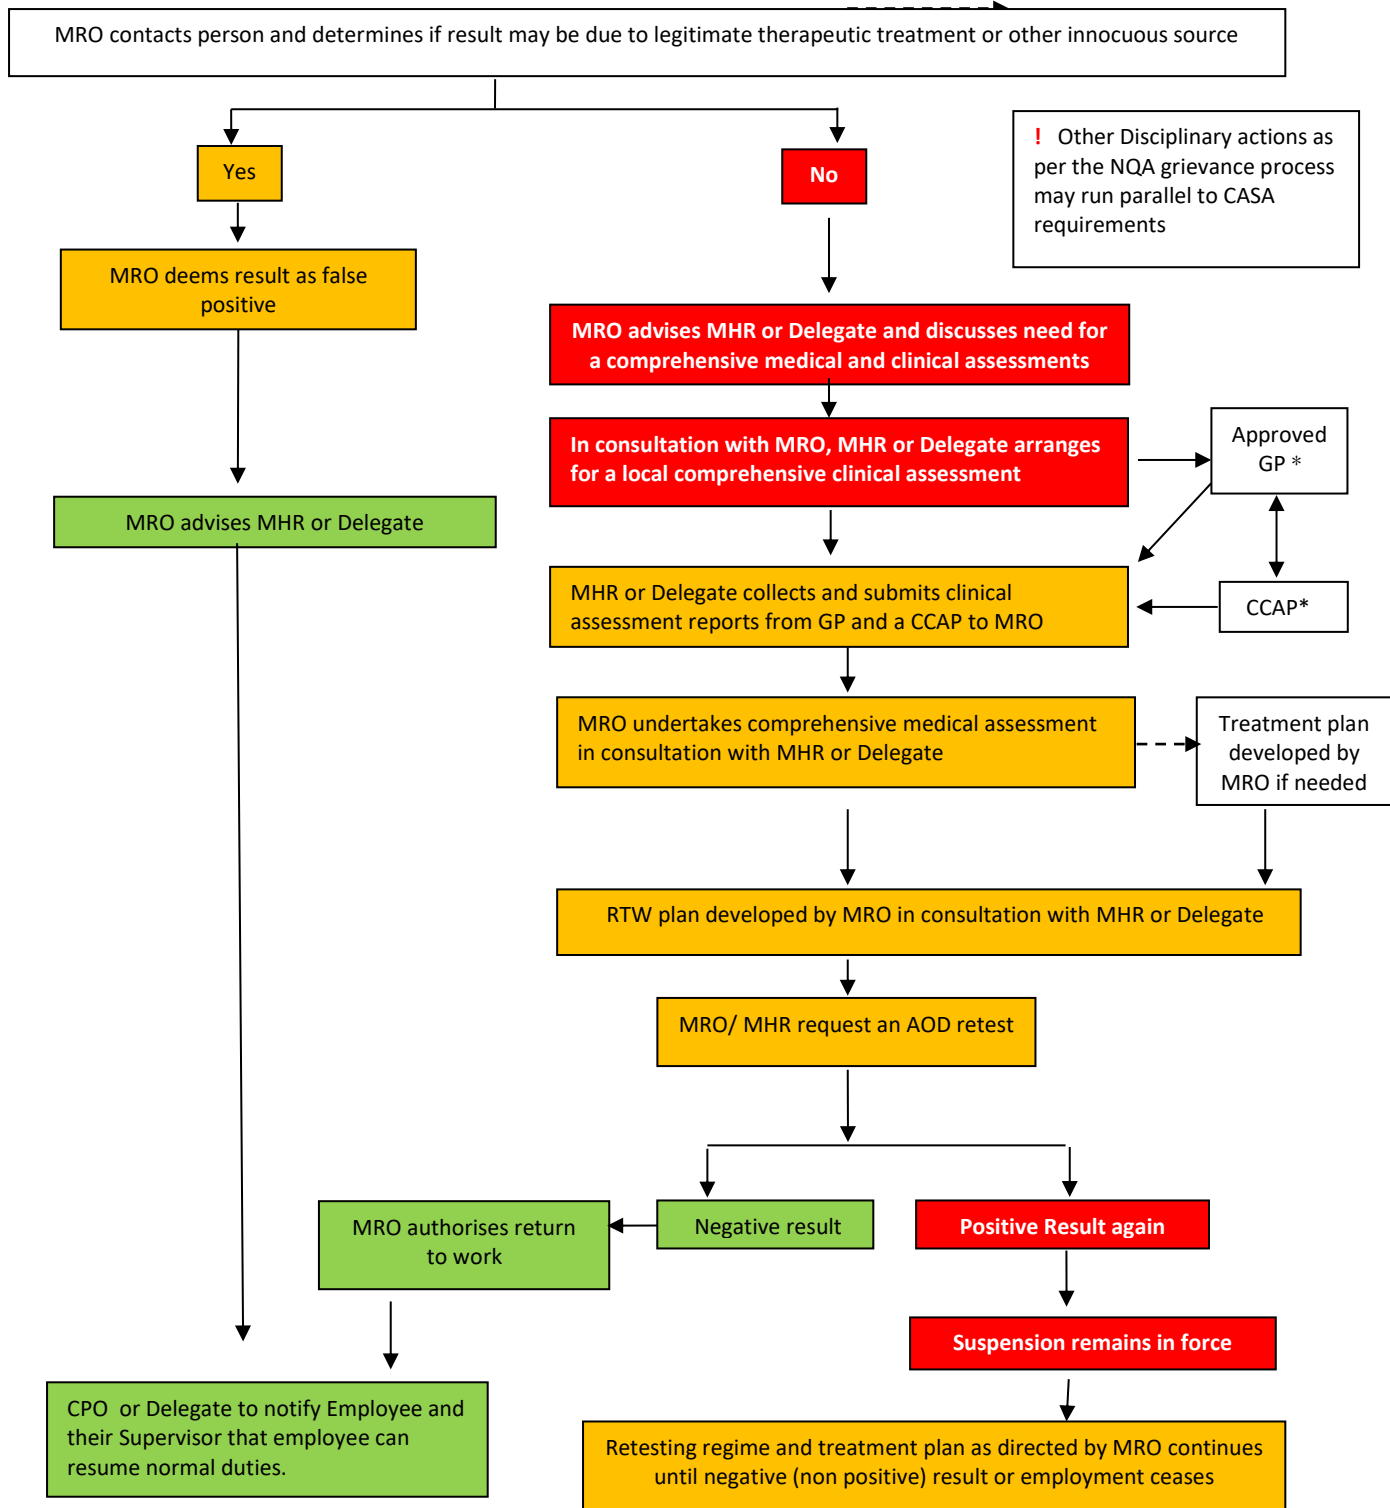 MRO contacts person and determines if result may be due to legitimate therapeutic treatment or other innocuous source
! Other Disciplinary actions as
per the NQA grievance process
may run parallel to CASA
requirements
Yes
No
MRO deems result as false
positive
MRO advises MHR or Delegate and discusses need for
a comprehensive medical and clinical assessments
In consultation with MRO, MHR or Delegate arranges
for a local comprehensive clinical assessment
Approved
GP *
MRO advises MHR or Delegate
MHR or Delegate collects and submits clinical
assessment reports from GP and a CCAP to MRO
CCAP*
MRO undertakes comprehensive medical assessment
in consultation with MHR or Delegate
Treatment plan
developed by
MRO if needed
RTW plan developed by MRO in consultation with MHR or Delegate
MRO/ MHR request an AOD retest
MRO authorises return
to work
Negative result
Positive Result again
Suspension remains in force
CPO or Delegate to notify Employee and
their Supervisor that employee can
resume normal duties.
Retesting regime and treatment plan as directed by MRO continues
until negative (non positive) result or employment ceases